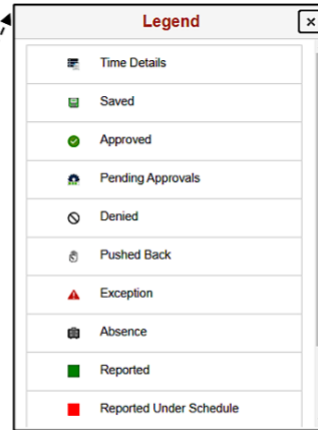 Legend
Time Details
Saved
Approved
Pending Approvals
Denied
Pushed Back
Exception
Absence
Reported
Reported Under Schedule